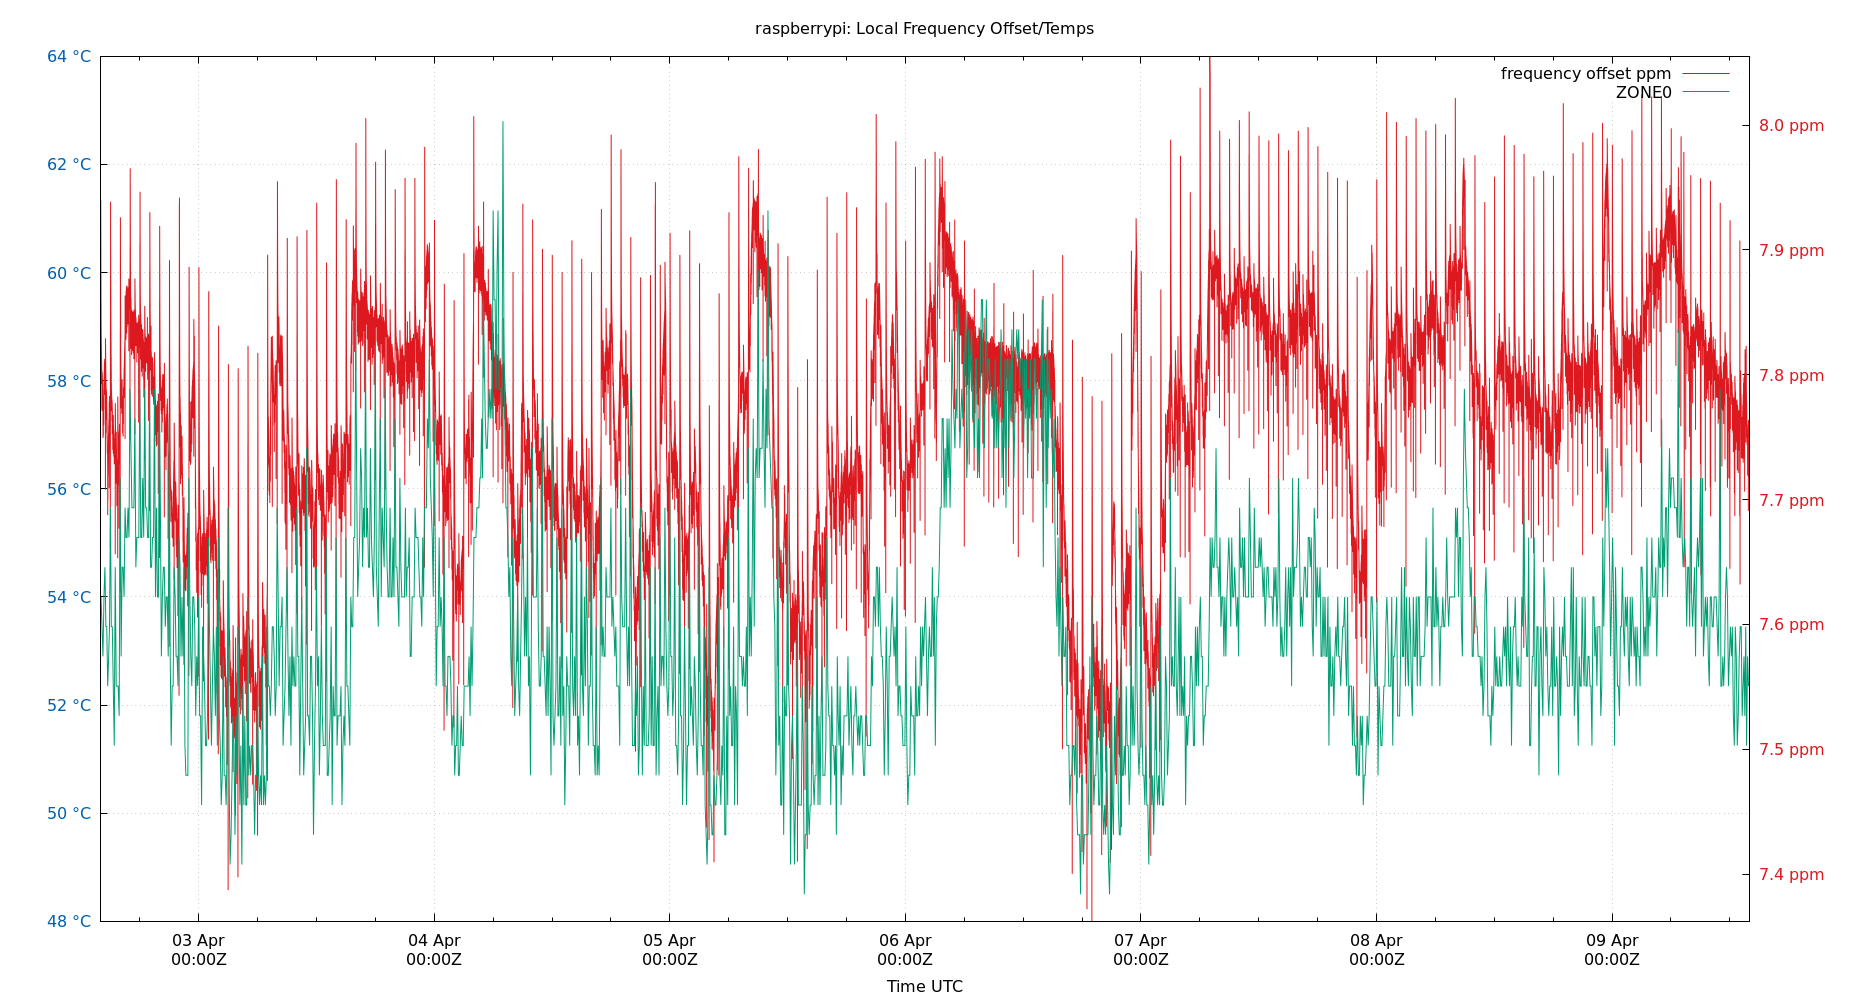 raspberrypi: Local Frequency Offset/Temps
frequency offset ppm
ZONE0
64 °C
62 °C
60 °C
58 °C
56 °C
54 °C
52 °C
50 °C
48 °C
8.0 ppm
7.9 ppm
7.8 ppm
7.7 ppm
7.6 ppm
7.5 ppm
7.4 ppm
03 Apr
00:00Z
04 Apr
00:00Z
05 Apr
00:00Z
06 Apr
00:00Z
07 Apr
00:00Z
08 Apr
00:00Z
09 Apr
00:00Z
Time UTC